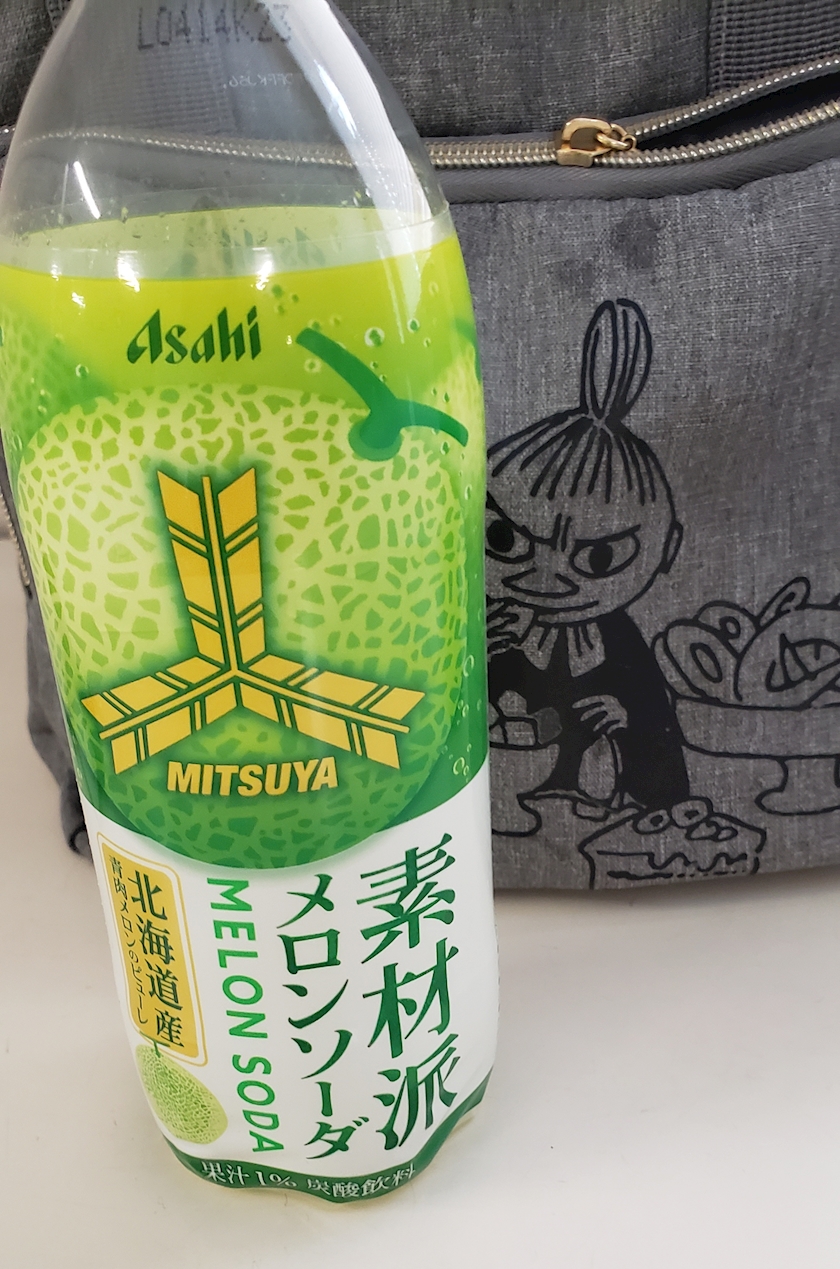 L0414K23
Asahi
MITSUYA
素材派
メロンソーダ
MELON SODA
北海道産
青肉メロンのピューレ
果汁1% 炭酸飲料